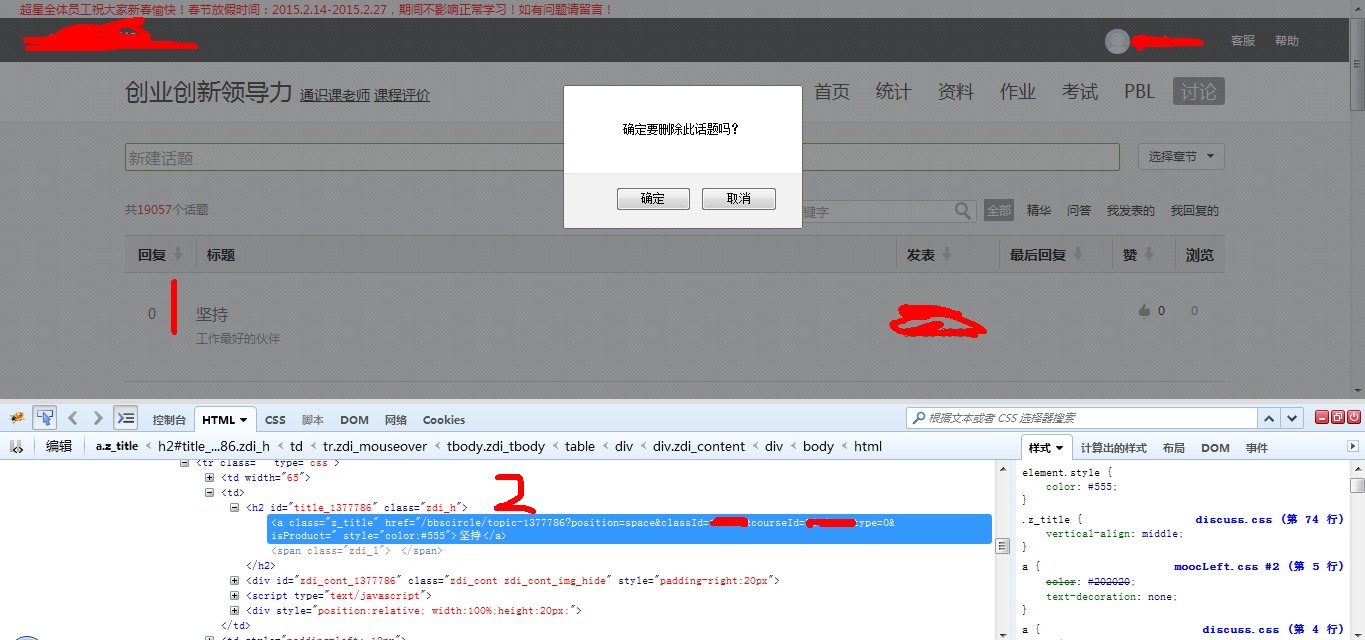 超星全体员工祝大家新春愉快！春节放假时间：2015.2.14-2015.2.27，期间不影响正常学习！如有问题请留言！
客服 帮助
创业创新领导力 通识课老师 课程评价 首页 统计 资料 作业 考试 PBL 讨论
确定要删除此话题吗？
新建话题 选择章节
确定 取消
共19057个话题 键字 全部 精华 问答 我发表的 我回复的
回复 标题 发表 最后回复 赞 浏览
1
0 坚持 0 0
工作最好的伙伴
控制台 HTML CSS 脚本 DOM 网络 Cookies 根据文本或者 CSS 选择器搜索
编辑 a.z_title < h2#title_...86.zdi_h < td < tr.zdi_mouseover < tbody.zdi_tbody < table < div < div.zdi_content < div < body < html 样式 计算出的样式 布局 DOM 事件
2
<tr class=" type="css">
<td width="65">
<td>
<h2 id="title_1377786" class="zdi_h">
<a class="z_title" href="/bbscircle/topic-1377786?position=space&classId= courseId= type=0&
isProduct=" style="color:#555">坚持</a>
<span class="zdi_l"> </span>
</h2>
<div id="zdi_cont_1377786" class="zdi_cont zdi_cont_img_hide" style="padding-right:20px">
<script type="text/javascript">
<div style="position:relative; width:100%;height:20px;">
</td>
<td style="padding-left: 10px">
element.style {
color: #555;
}
.z_title { discuss.css (第 74 行)
vertical-align: middle;
}
a { moocLeft.css #2 (第 5 行)
color: #202020;
text-decoration: none;
}
a { discuss.css (第 4 行)